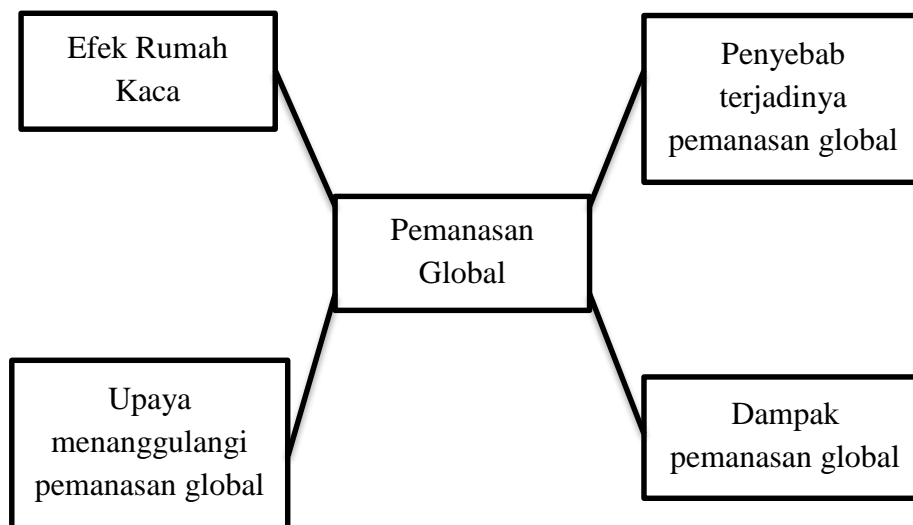 Efek Rumah
Kaca
Penyebab
terjadinya
pemanasan global
Pemanasan
Global
Upaya
menanggulangi
pemanasan global
Dampak
pemanasan global